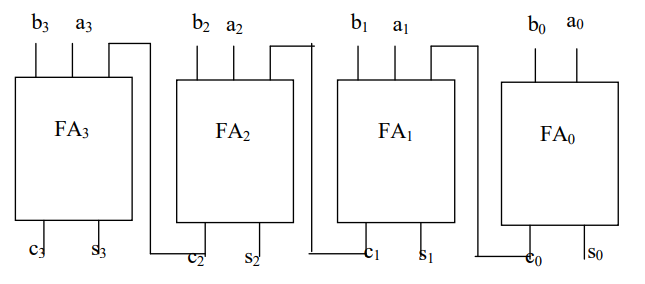 b₃ a₃ b₂ a₂ b₁ a₁ b₀ a₀
FA₃ FA₂ FA₁ FA₀
c₃ s₃ c₂ s₂ c₁ s₁ c₀ s₀